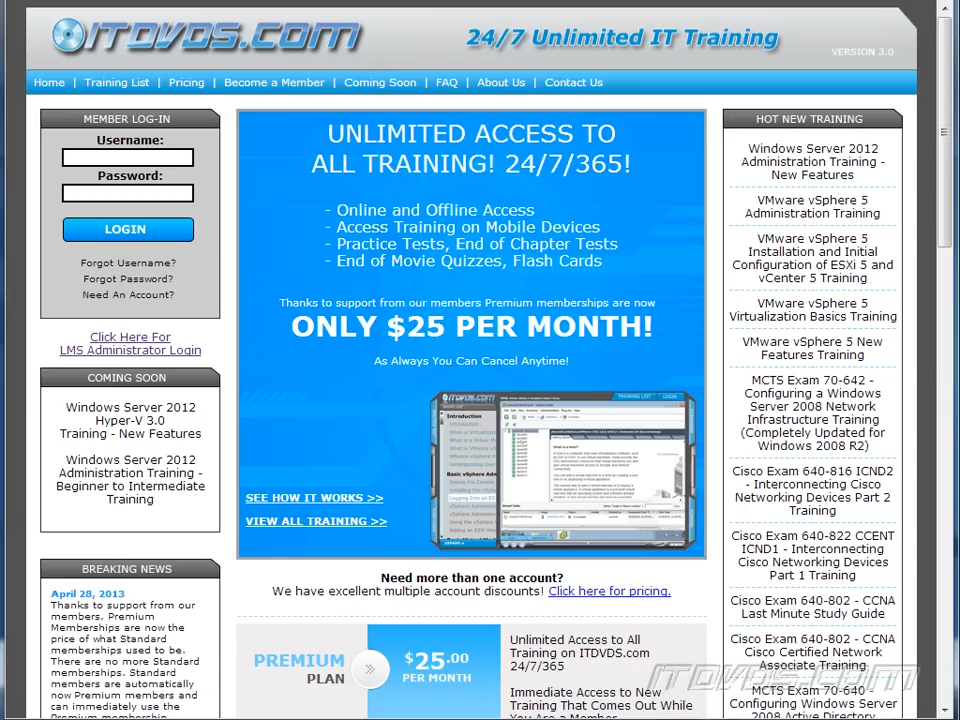 ITDVDS.COM
24/7 Unlimited IT Training
VERSION 3.0
Home | Training List | Pricing | Become a Member | Coming Soon | FAQ | About Us | Contact Us
MEMBER LOG-IN
Username:
Password:
LOGIN
Forgot Username?
Forgot Password?
Need An Account?
Click Here For
LMS Administrator Login
COMING SOON
Windows Server 2012
Hyper-V 3.0
Training - New Features
Windows Server 2012
Administration Training -
Beginner to Intermediate
Training
BREAKING NEWS
April 28, 2013
Thanks to support from our
members, Premium
Memberships are now the
price of what Standard
memberships used to be.
There are no more Standard
memberships. Standard
members are automatically
now Premium members and
can immediately use the
Premium membership
UNLIMITED ACCESS TO
ALL TRAINING! 24/7/365!
- Online and Offline Access
- Access Training on Mobile Devices
- Practice Tests, End of Chapter Tests
- End of Movie Quizzes, Flash Cards
Thanks to support from our members Premium memberships are now
ONLY $25 PER MONTH!
As Always You Can Cancel Anytime!
SEE HOW IT WORKS >>
VIEW ALL TRAINING >>
ITDVDS.COM
TRAINING LIST
LOGIN
Introduction
Need more than one account?
We have excellent multiple account discounts! Click here for pricing.
PREMIUM
PLAN
$25.00
PER MONTH
Unlimited Access to All
Training on ITDVDS.com
24/7/365
Immediate Access to New
Training That Comes Out While
You Are a Member
HOT NEW TRAINING
Windows Server 2012
Administration Training -
New Features
VMware vSphere 5
Administration Training
VMware vSphere 5
Installation and Initial
Configuration of ESXi 5 and
vCenter 5 Training
VMware vSphere 5
Virtualization Basics Training
VMware vSphere 5 New
Features Training
MCTS Exam 70-642 -
Configuring a Windows
Server 2008 Network
Infrastructure Training
(Completely Updated for
Windows 2008 R2)
Cisco Exam 640-816 ICND2
- Interconnecting Cisco
Networking Devices Part 2
Training
Cisco Exam 640-822 CCENT
ICND1 - Interconnecting
Cisco Networking Devices
Part 1 Training
Cisco Exam 640-802 - CCNA
Last Minute Study Guide
Cisco Exam 640-802 - CCNA
Cisco Certified Network
Associate Training
MCTS Exam 70-640 -
Configuring Windows Server
2008 Active Directory
ITDVDS.COM